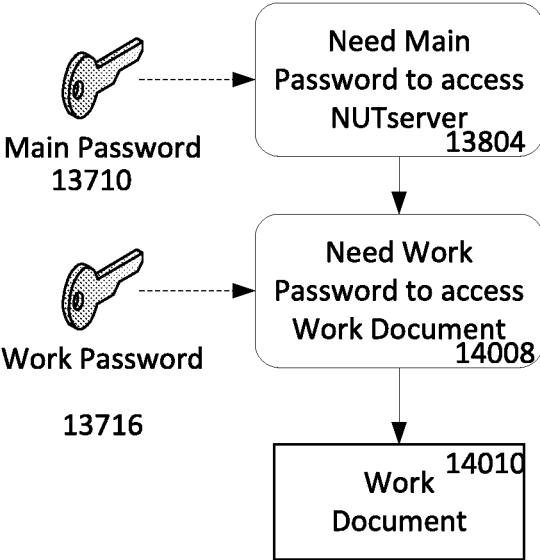 Need Main
Password to access
NUTserver
13804
Main Password
13710
Need Work
Password to access
Work Document
14008
Work Password
13716
14010
Work
Document